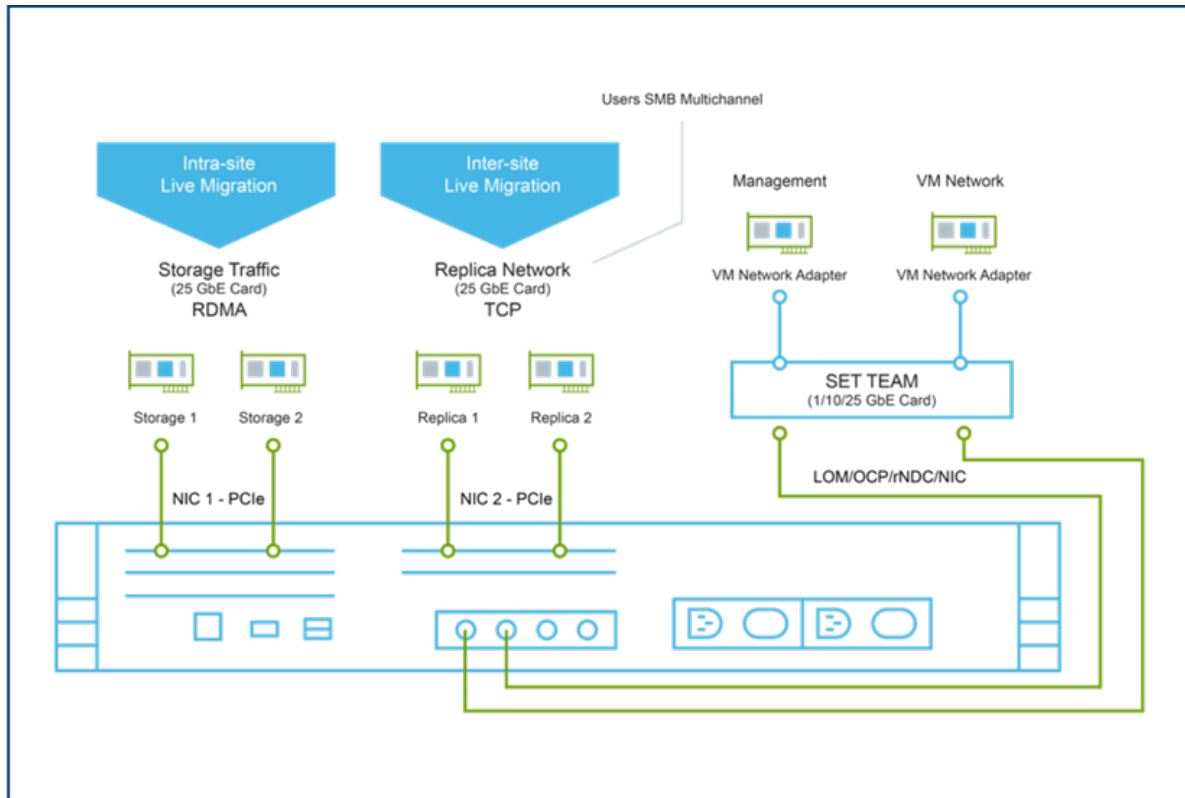 Users SMB Multichannel
Intra-site
Live Migration
Inter-site
Live Migration
Management
VM Network
Storage Traffic
(25 GbE Card)
RDMA
Replica Network
(25 GbE Card)
TCP
VM Network Adapter
VM Network Adapter
SET TEAM
(1/10/25 GbE Card)
Storage 1
Storage 2
Replica 1
Replica 2
LOM/OCP/rNDC/NIC
NIC 1 - PCIe
NIC 2 - PCIe